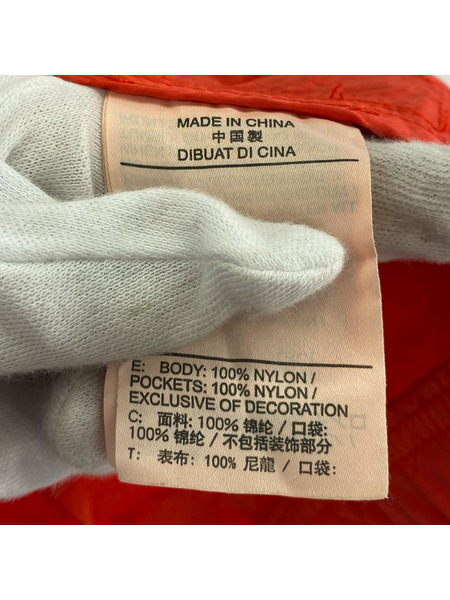 MADE IN CHINA
中国製
DIBUAT DI CINA
E: BODY: 100% NYLON /
POCKETS: 100% NYLON /
EXCLUSIVE OF DECORATION
C: 面料: 100% 锦纶 / 口袋:
100% 锦纶 / 不包括装饰部分
T: 表布: 100% 尼龍 / 口袋: